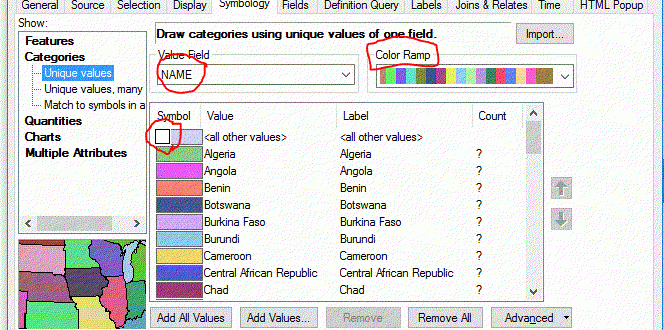 General Source Selection Display Symbology Fields Definition Query Labels Joins & Relates Time HTML Popup
Show:
Features
Categories
Unique values
Unique values, many
Match to symbols in a
Quantities
Charts
Multiple Attributes
Draw categories using unique values of one field.
Import...
Value Field
Color Ramp
NAME
Symbol Value Label Count
<all other values> <all other values>
Algeria Algeria ?
Angola Angola ?
Benin Benin ?
Botswana Botswana ?
Burkina Faso Burkina Faso ?
Burundi Burundi ?
Cameroon Cameroon ?
Central African Republic Central African Republic ?
Chad Chad ?
Add All Values Add Values... Remove Remove All Advanced